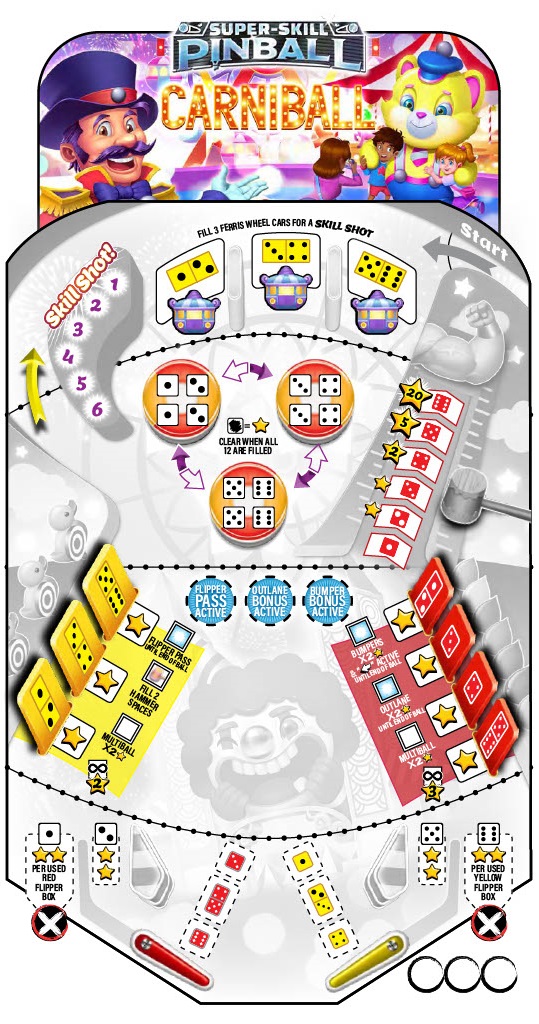 SUPER-SKILL
PINBALL
CARNIBALL
FILL 3 FERRIS WHEEL CARS FOR A SKILL SHOT
Start
Skill Shot!
1
2
3
4
5
6
20
5
2
=
CLEAR WHEN ALL
12 ARE FILLED
FLIPPER
PASS
ACTIVE
OUTLANE
BONUS
ACTIVE
BUMPER
BONUS
ACTIVE
FLIPPER PASS
UNTIL END OF BALL
FILL 2
HAMMER
SPACES
MULTIBALL
X2
2
BUMPERS
X2
& ACTIVE
UNTIL END OF BALL
OUTLANE
X2
UNTIL END OF BALL
MULTIBALL
X2
3
PER USED
RED
FLIPPER
BOX
PER USED
YELLOW
FLIPPER
BOX